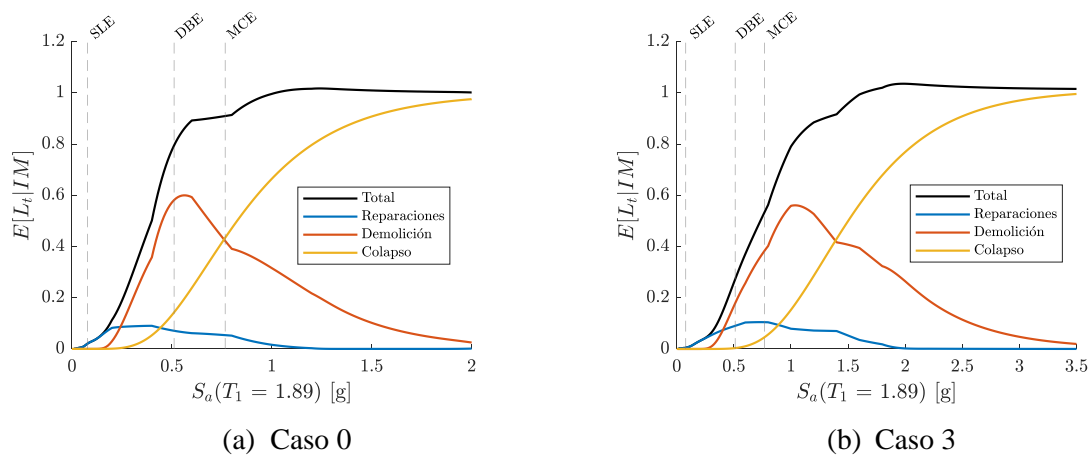 SLE
DBE
MCE
1.2
1
0.8
0.6
0.4
0.2
0
E[L_t|IM]
Total
Reparaciones
Demolición
Colapso
0
0.5
1
1.5
2
S_a(T_1 = 1.89) [g]
(a) Caso 0
SLE
DBE
MCE
1.2
1
0.8
0.6
0.4
0.2
0
E[L_t|IM]
Total
Reparaciones
Demolición
Colapso
0
0.5
1
1.5
2
2.5
3
3.5
S_a(T_1 = 1.89) [g]
(b) Caso 3